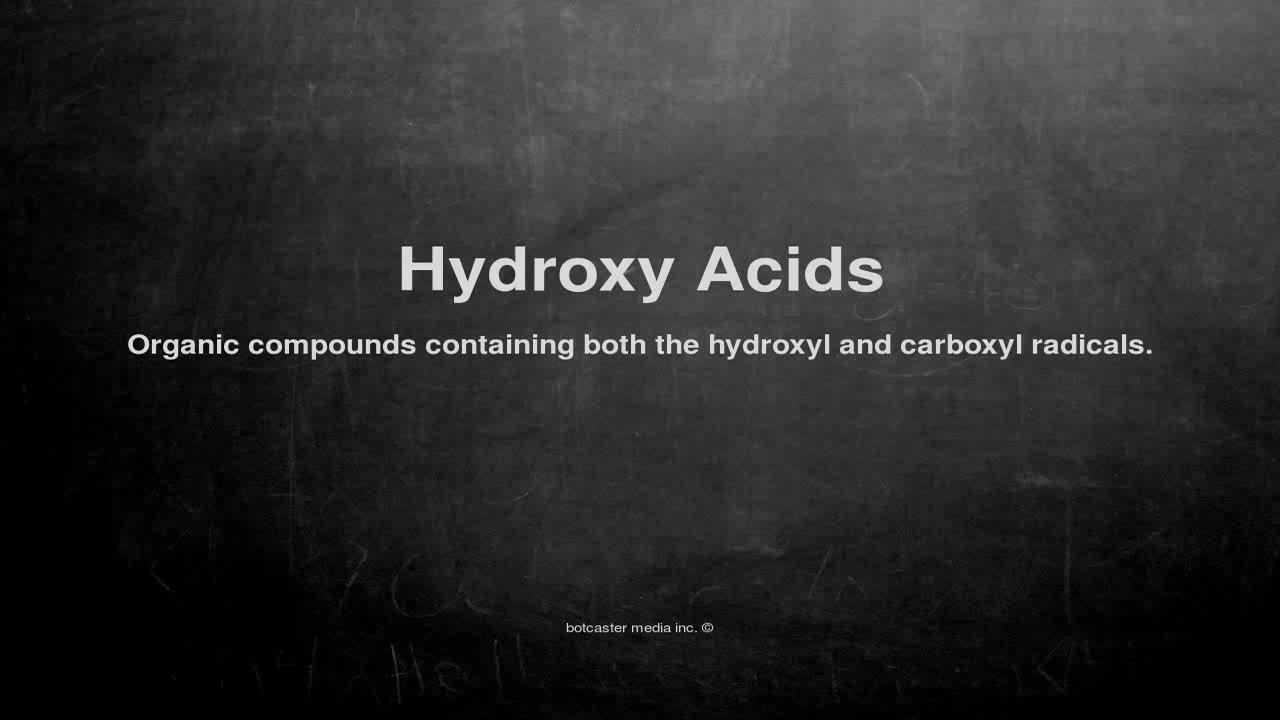 Hydroxy Acids
Organic compounds containing both the hydroxyl and carboxyl radicals.
botcaster media inc. ©